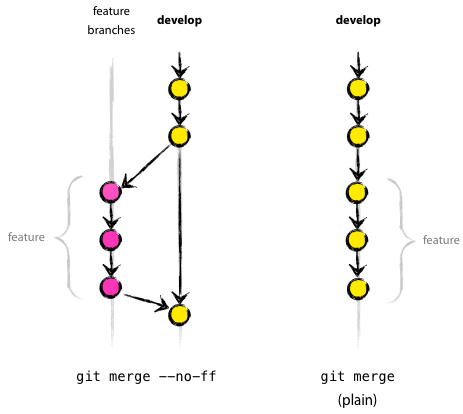 feature
branches
develop
develop
feature
feature
git merge --no-ff
git merge
(plain)